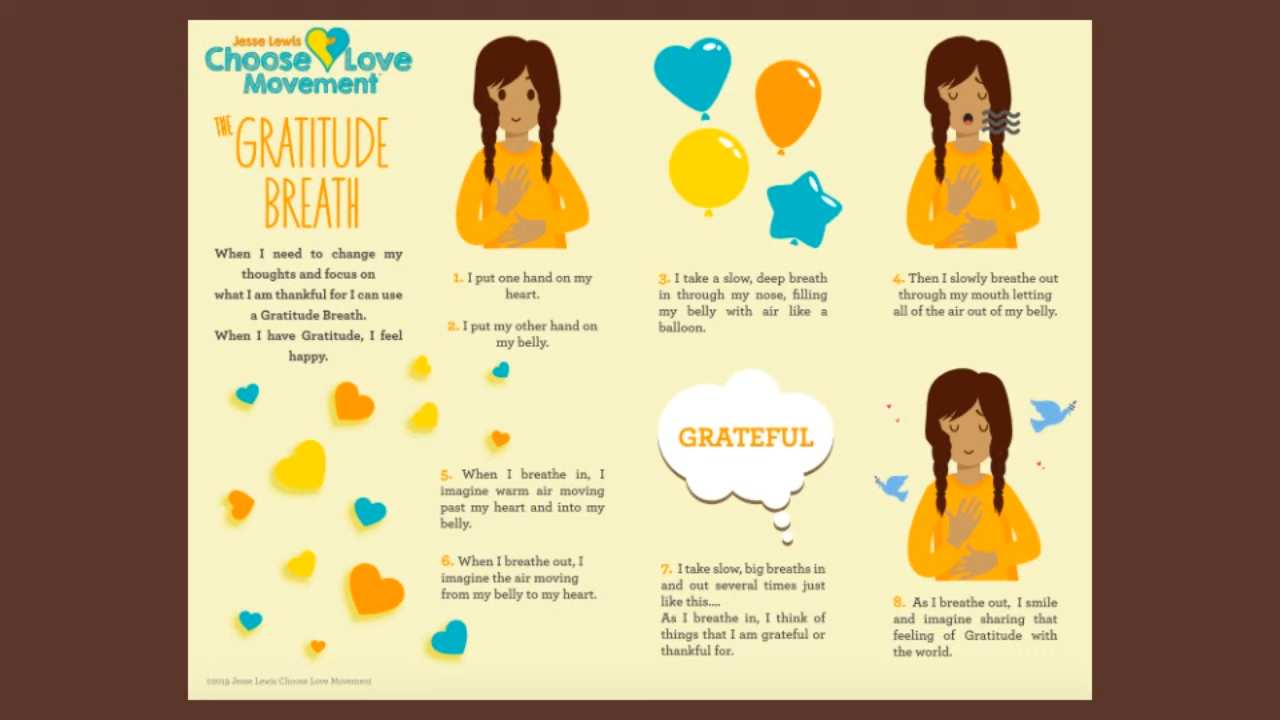 Jesse Lewis
Choose Love
Movement™
THE
GRATITUDE
BREATH
When I need to change my
thoughts and focus on
what I am thankful for I can use
a Gratitude Breath.
When I have Gratitude, I feel
happy.
1. I put one hand on my
heart.
2. I put my other hand on
my belly.
3. I take a slow, deep breath
in through my nose, filling
my belly with air like a
balloon.
4. Then I slowly breathe out
through my mouth letting
all of the air out of my belly.
5. When I breathe in, I
imagine warm air moving
past my heart and into my
belly.
6. When I breathe out, I
imagine the air moving
from my belly to my heart.
GRATEFUL
7. I take slow, big breaths in
and out several times just
like this....
As I breathe in, I think of
things that I am grateful or
thankful for.
8. As I breathe out, I smile
and imagine sharing that
feeling of Gratitude with
the world.
©2019 Jesse Lewis Choose Love Movement